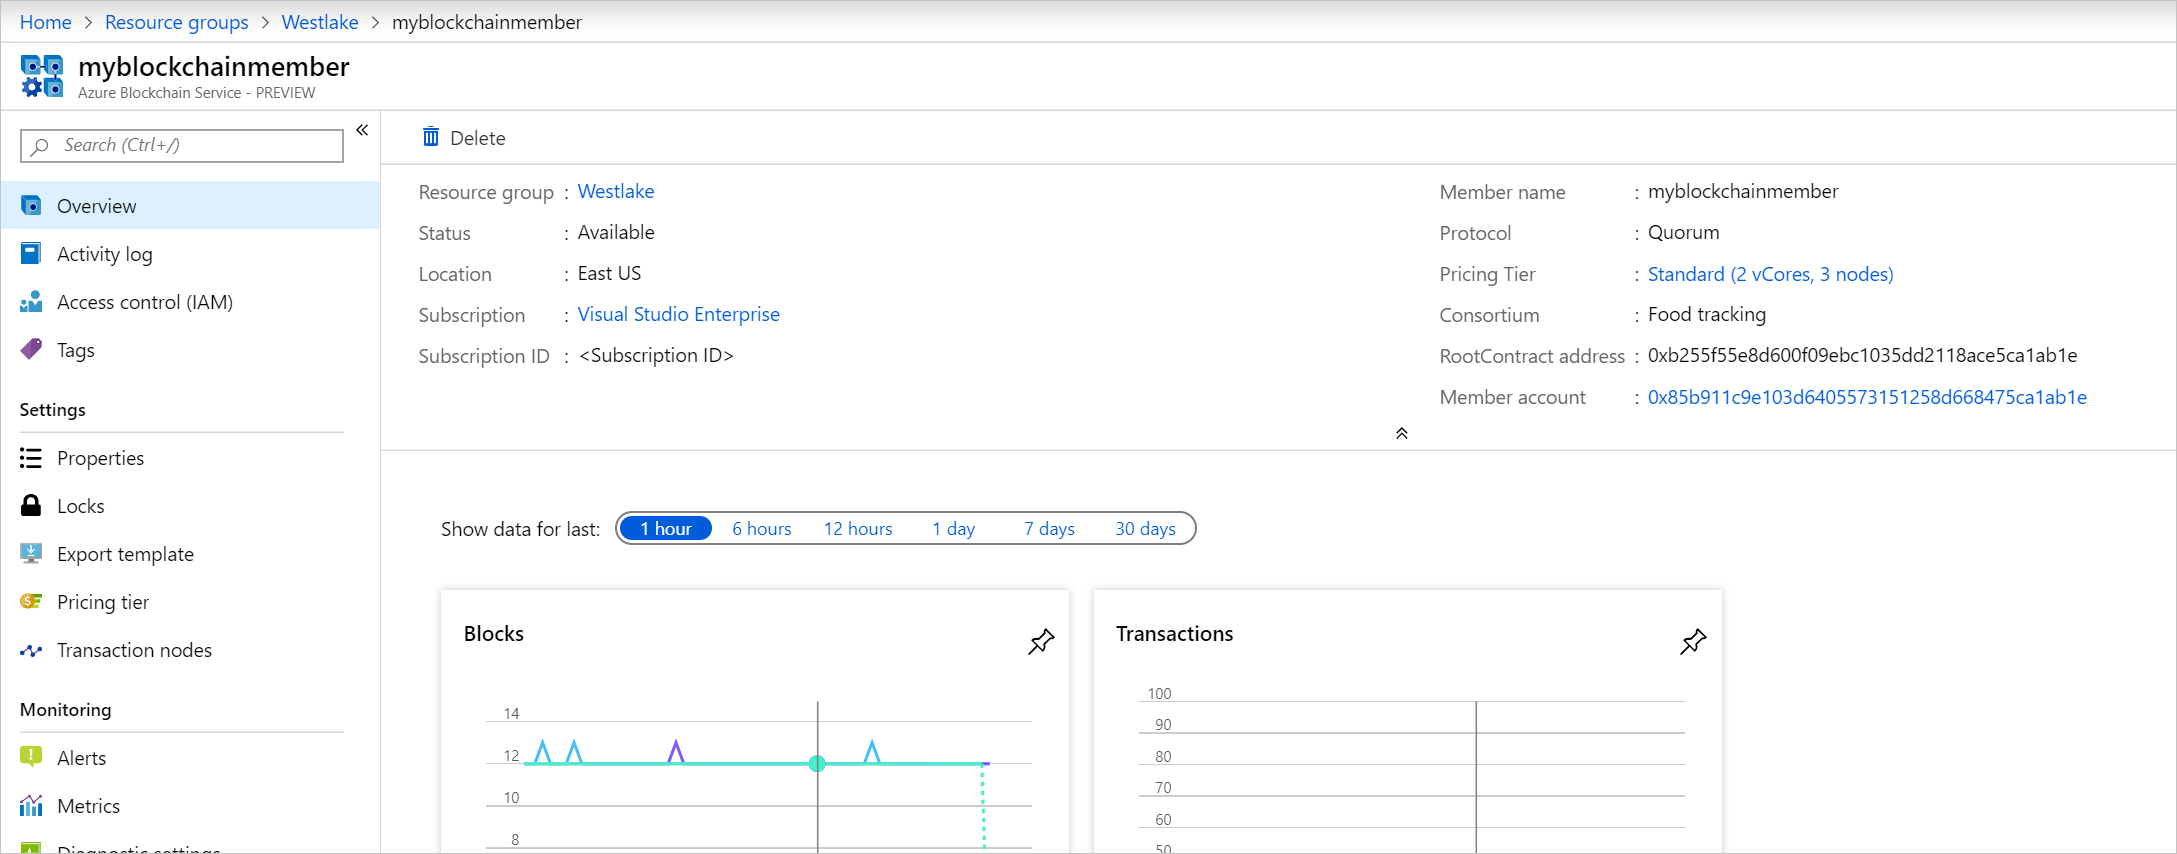 Home > Resource groups > Westlake > myblockchainmember
myblockchainmember
Azure Blockchain Service - PREVIEW
Search (Ctrl+/)
«
Overview
Activity log
Access control (IAM)
Tags
Settings
Properties
Locks
Export template
Pricing tier
Transaction nodes
Monitoring
Alerts
Metrics
Diagnostic settings
Delete
Resource group : Westlake
Status : Available
Location : East US
Subscription : Visual Studio Enterprise
Subscription ID : <Subscription ID>
Member name : myblockchainmember
Protocol : Quorum
Pricing Tier : Standard (2 vCores, 3 nodes)
Consortium : Food tracking
RootContract address : 0xb255f55e8d600f09ebc1035dd2118ace5ca1ab1e
Member account : 0x85b911c9e103d6405573151258d668475ca1ab1e
Show data for last: 1 hour 6 hours 12 hours 1 day 7 days 30 days
Blocks
14
12
10
8
Transactions
100
90
80
70
60
50